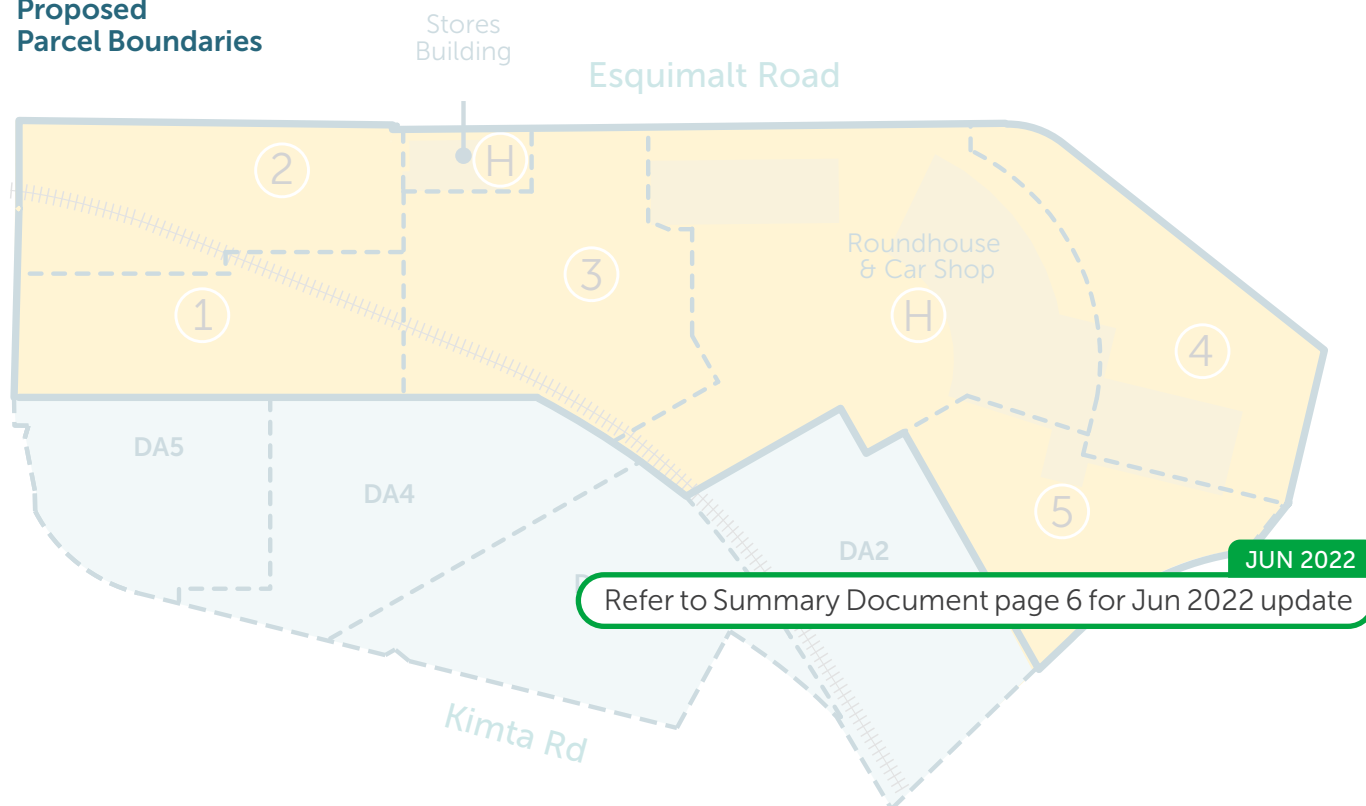 Proposed
Parcel Boundaries
Stores
Building
Esquimalt Road
2
H
3
Roundhouse
& Car Shop
1
H
4
DA5
DA4
5
DA2
JUN 2022
Refer to Summary Document page 6 for Jun 2022 update
Kimta Rd